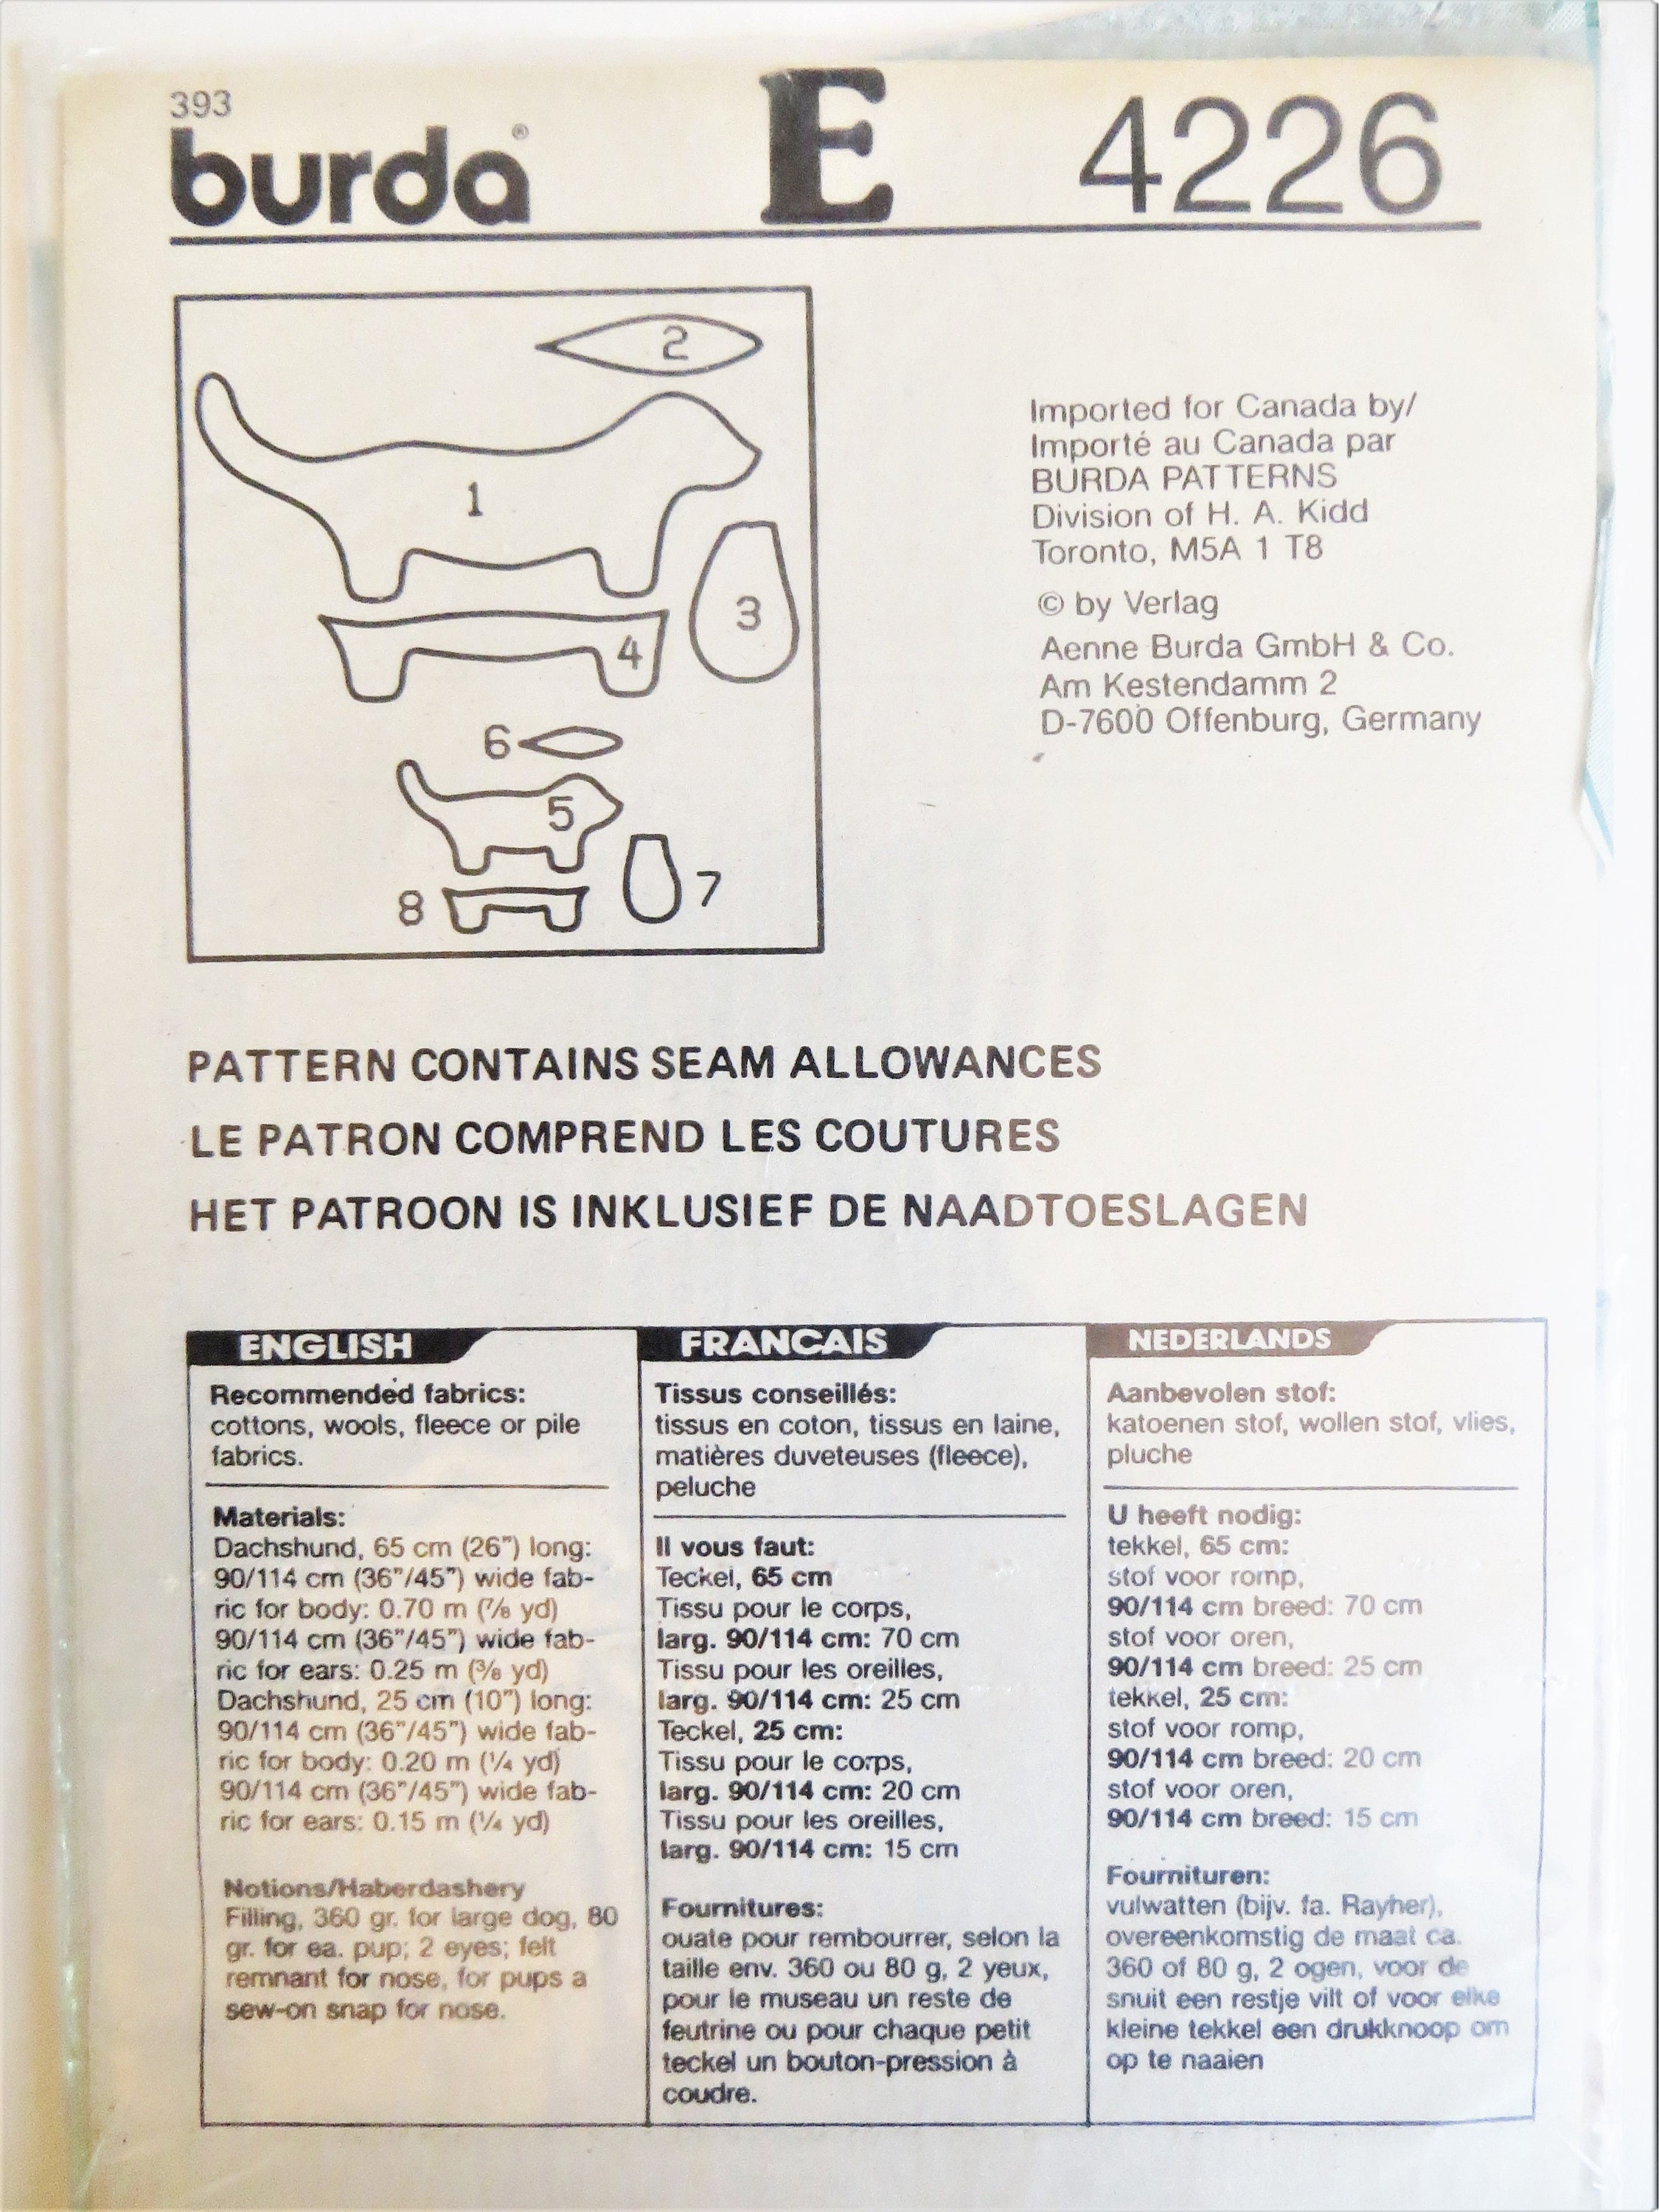 393
burda®
E
4226
2
1
3
4
6
5
8
7
Imported for Canada by/
Importé au Canada par
BURDA PATTERNS
Division of H. A. Kidd
Toronto, M5A 1 T8
© by Verlag
Aenne Burda GmbH & Co.
Am Kestendamm 2
D-7600 Offenburg, Germany
PATTERN CONTAINS SEAM ALLOWANCES
LE PATRON COMPREND LES COUTURES
HET PATROON IS INKLUSIEF DE NAADTOESLAGEN
ENGLISH
Recommended fabrics:
cottons, wools, fleece or pile
fabrics.
Materials:
Dachshund, 65 cm (26") long:
90/114 cm (36"/45") wide fab-
ric for body: 0.70 m (⅞ yd)
90/114 cm (36"/45") wide fab-
ric for ears: 0.25 m (⅜ yd)
Dachshund, 25 cm (10") long:
90/114 cm (36"/45") wide fab-
ric for body: 0.20 m (¼ yd)
90/114 cm (36"/45") wide fab-
ric for ears: 0.15 m (¼ yd)
Notions/Haberdashery
Filling, 360 gr. for large dog, 80
gr. for ea. pup; 2 eyes; felt
remnant for nose, for pups a
sew-on snap for nose.
FRANCAIS
Tissus conseillés:
tissus en coton, tissus en laine,
matières duveteuses (fleece),
peluche
Il vous faut:
Teckel, 65 cm
Tissu pour le corps,
larg. 90/114 cm: 70 cm
Tissu pour les oreilles,
larg. 90/114 cm: 25 cm
Teckel, 25 cm:
Tissu pour le corps,
larg. 90/114 cm: 20 cm
Tissu pour les oreilles,
larg. 90/114 cm: 15 cm
Fournitures:
ouate pour rembourrer, selon la
taille env. 360 ou 80 g, 2 yeux,
pour le museau un reste de
feutrine ou pour chaque petit
teckel un bouton-pression à
coudre.
NEDERLANDS
Aanbevolen stof:
katoenen stof, wollen stof, vlies,
pluche
U heeft nodig:
tekkel, 65 cm:
stof voor romp,
90/114 cm breed: 70 cm
stof voor oren,
90/114 cm breed: 25 cm
tekkel, 25 cm:
stof voor romp,
90/114 cm breed: 20 cm
stof voor oren,
90/114 cm breed: 15 cm
Fournituren:
vulwatten (bijv. fa. Rayher),
overeenkomstig de maat ca.
360 of 80 g, 2 ogen, voor de
snuit een restje vilt of voor elke
kleine tekkel een drukknoop om
op te naaien